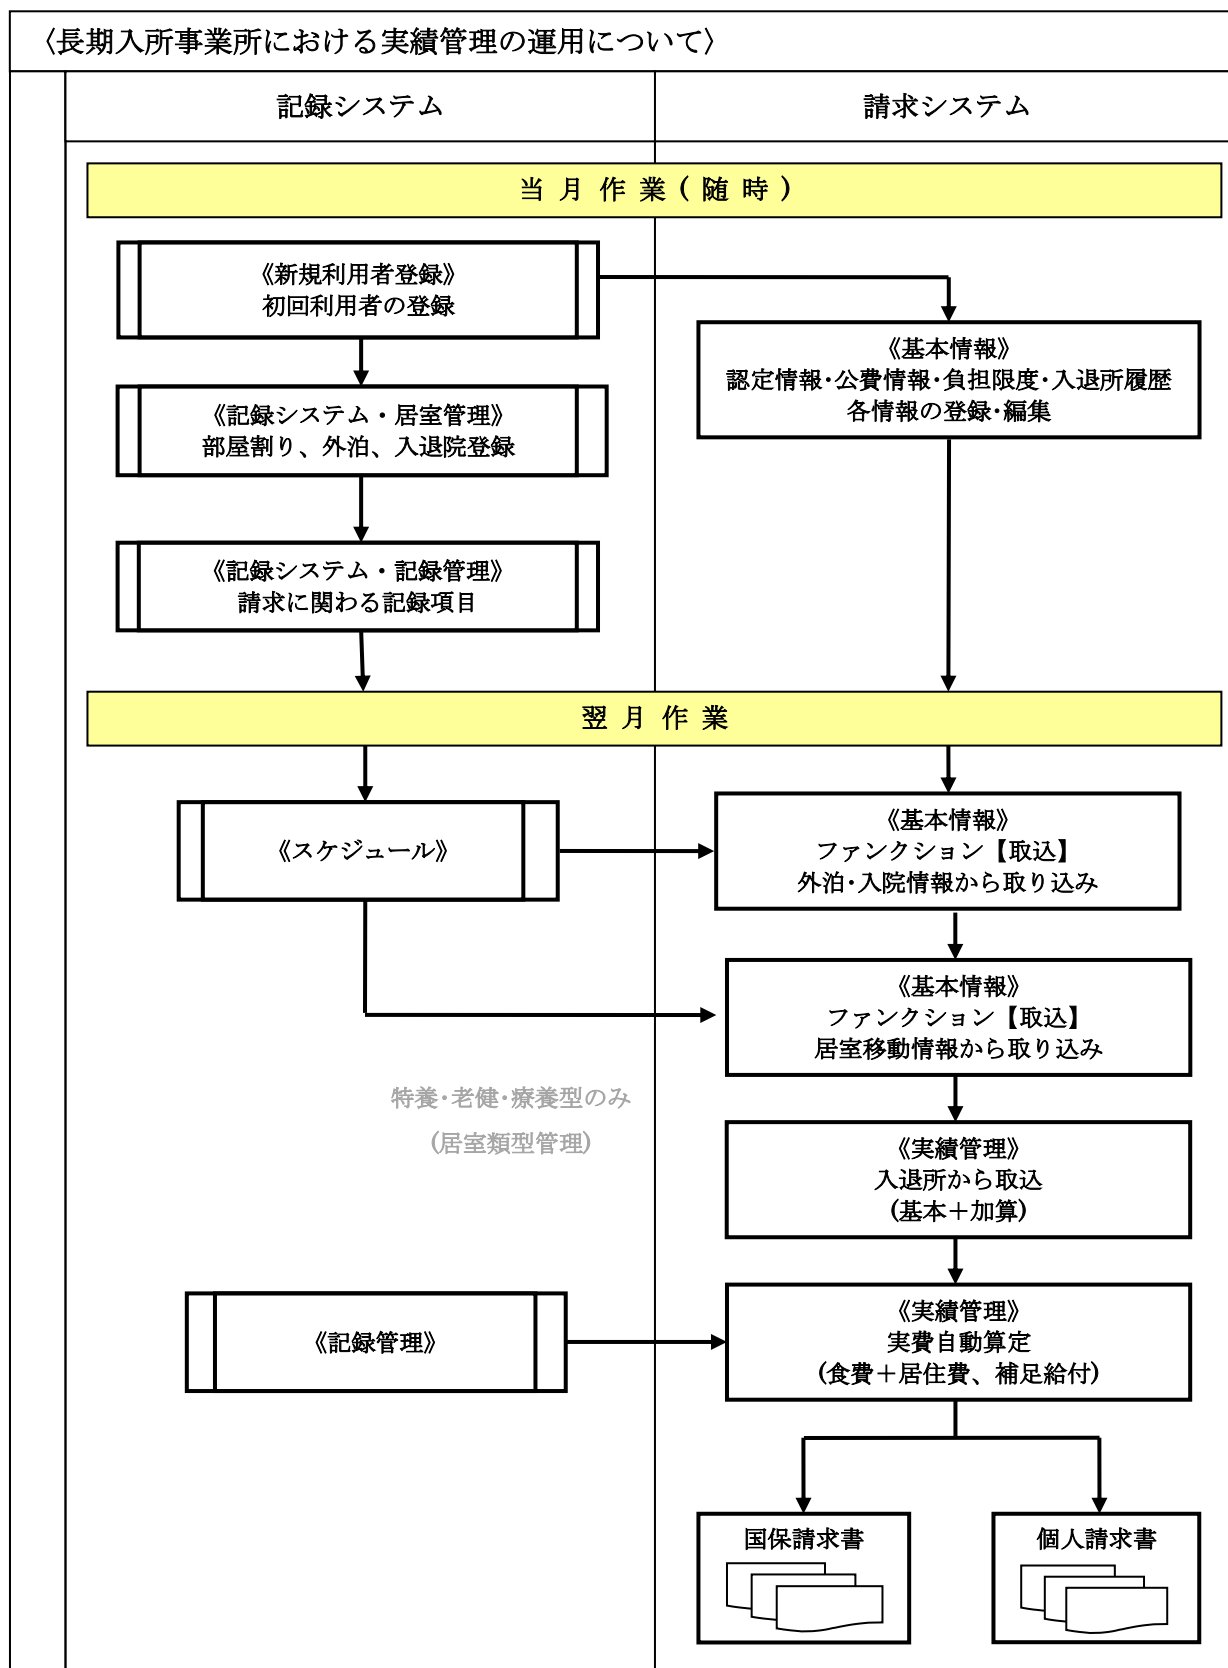 〈長期入所事業所における実績管理の運用について〉
記録システム
請求システム
当月作業(随時)
《新規利用者登録》
初回利用者の登録
《基本情報》
認定情報・公費情報・負担限度・入退所履歴
各情報の登録・編集
《記録システム・居室管理》
部屋割り、外泊、入退院登録
《記録システム・記録管理》
請求に関わる記録項目
翌月作業
《スケジュール》
《基本情報》
ファンクション【取込】
外泊・入院情報から取り込み
《基本情報》
ファンクション【取込】
居室移動情報から取り込み
特養・老健・療養型のみ
(居室類型管理)
《実績管理》
入退所から取込
(基本＋加算)
《記録管理》
《実績管理》
実費自動算定
(食費＋居住費、補足給付)
国保請求書
個人請求書